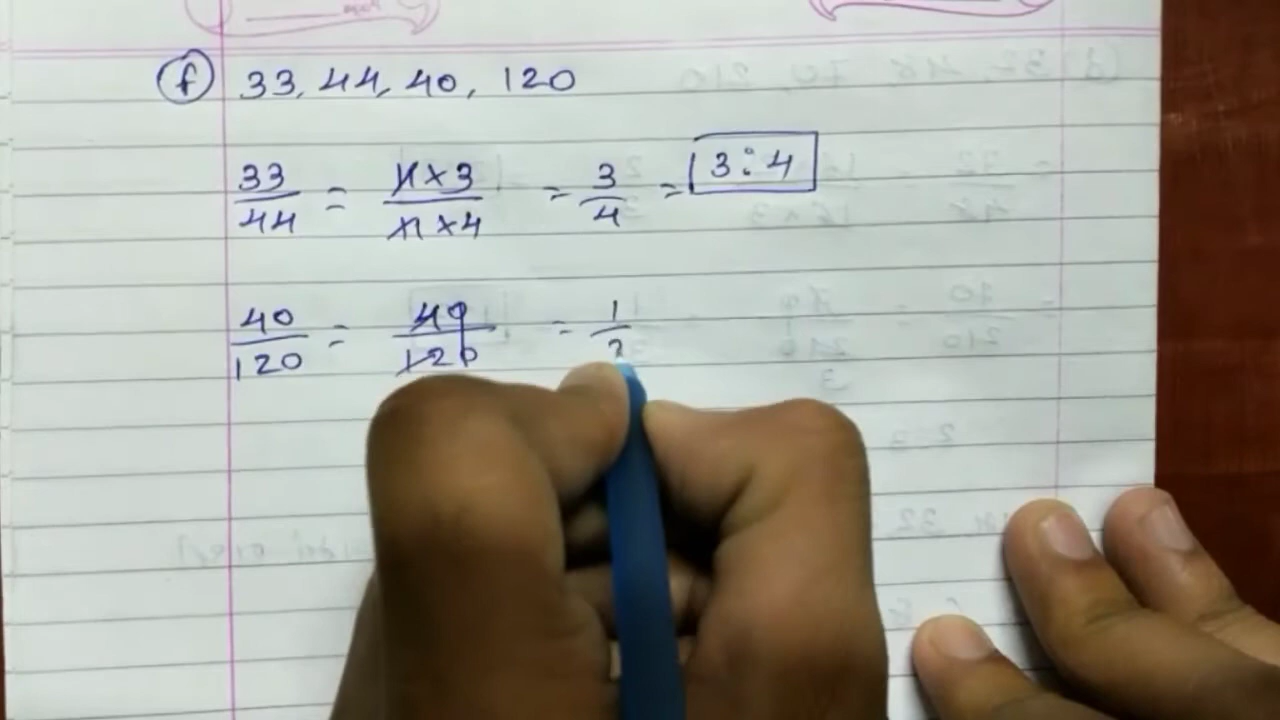 (f) 33, 44, 40, 120
33/44 = 11×3/11×4 = 3/4 = 3:4
40/120 = 40/120 = 1/3